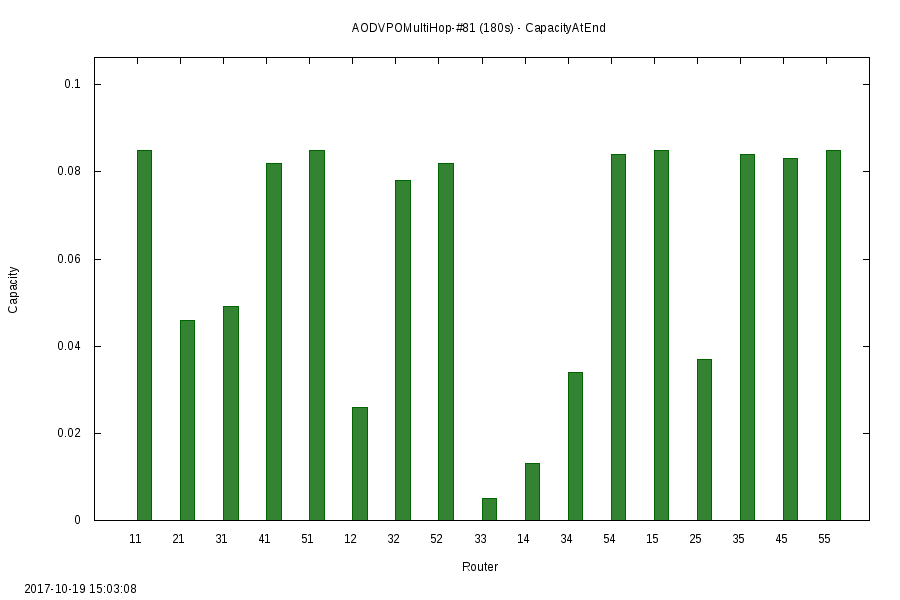 AODVPOMultiHop-#81 (180s) - CapacityAtEnd
0.1
0.08
0.06
0.04
0.02
0
Capacity
11 21 31 41 51 12 32 52 33 14 34 54 15 25 35 45 55
Router
2017-10-19 15:03:08